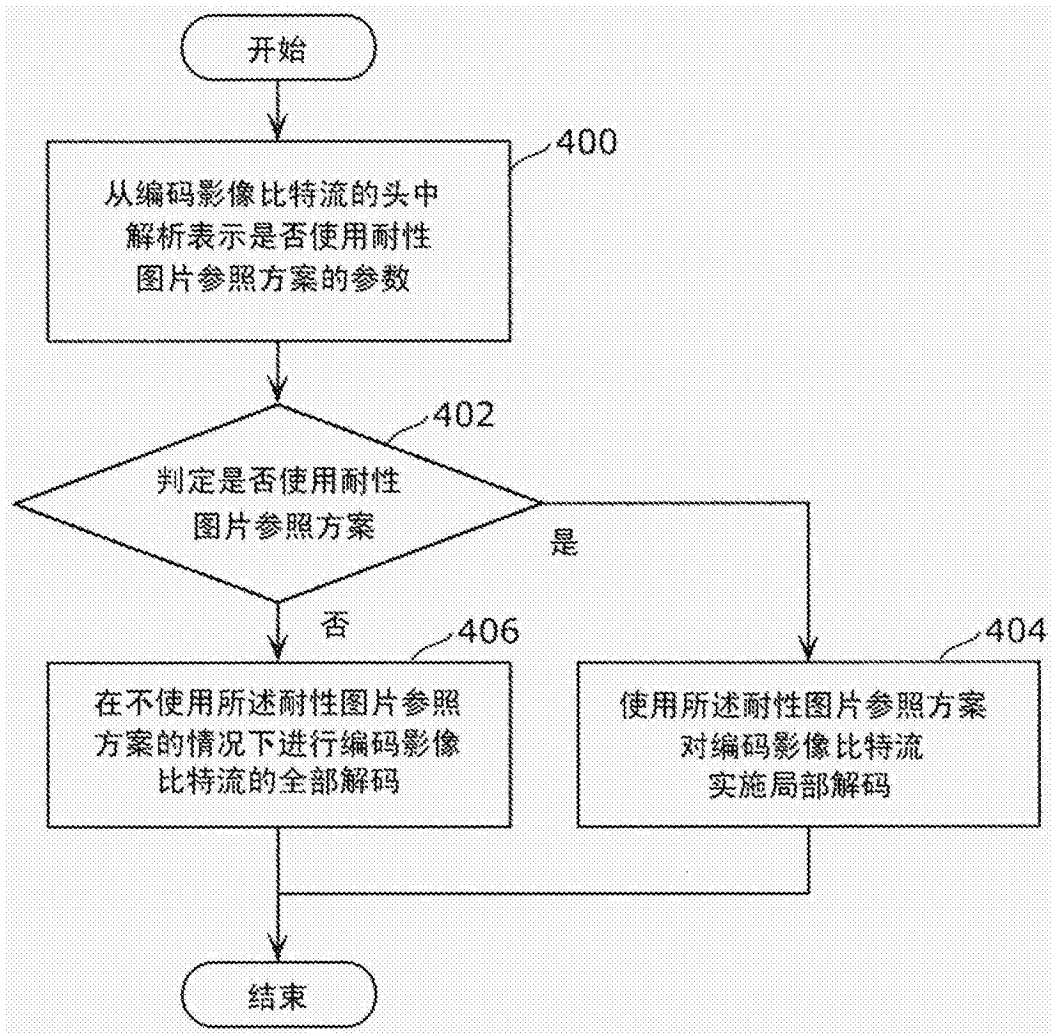 开始
400
从编码影像比特流的头中
解析表示是否使用耐性
图片参照方案的参数
402
判定是否使用耐性
图片参照方案
是
否
406
404
在不使用所述耐性图片参照
方案的情况下进行编码影像
比特流的全部解码
使用所述耐性图片参照方案
对编码影像比特流
实施局部解码
结束